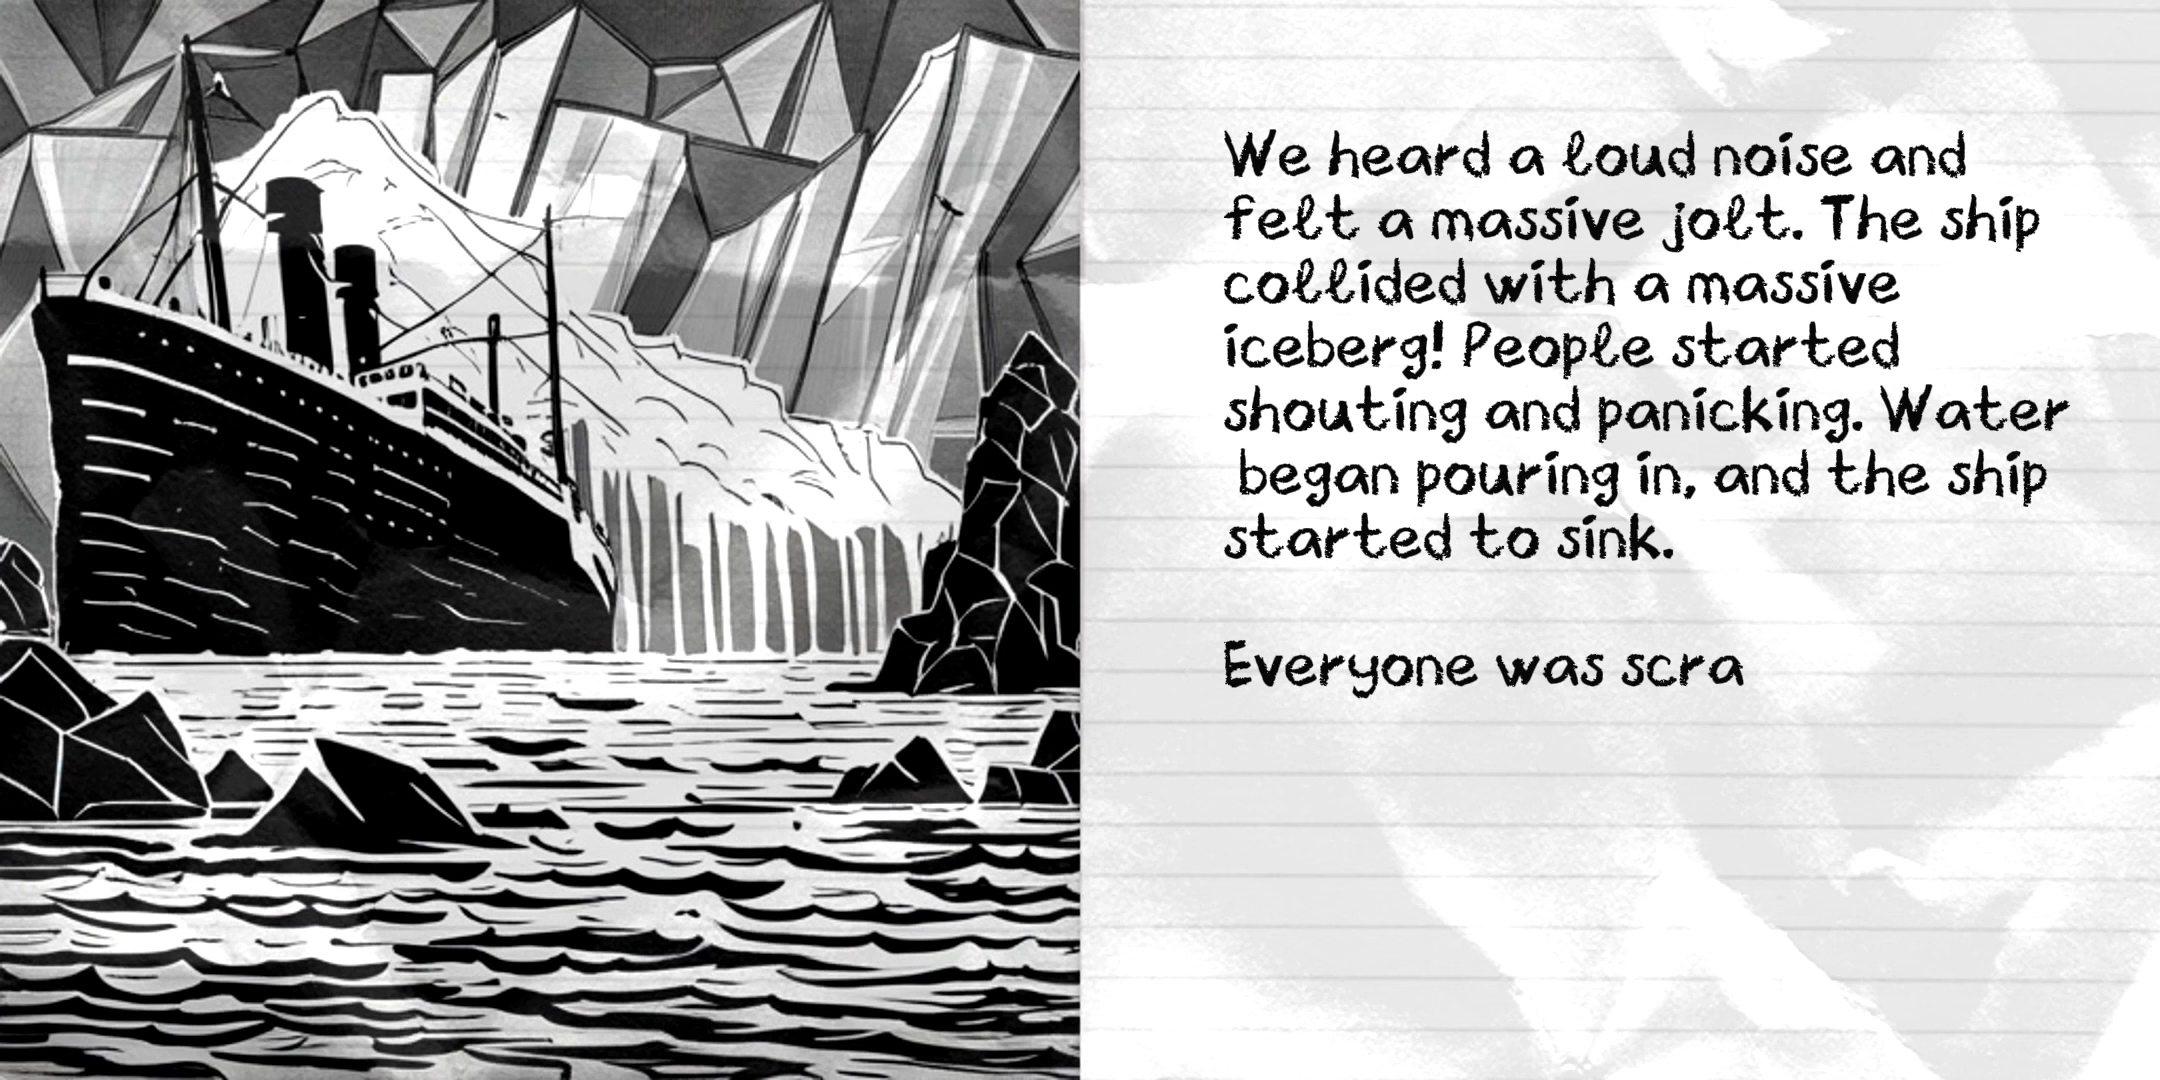 We heard a loud noise and
felt a massive jolt. The ship
collided with a massive
iceberg! People started
shouting and panicking. Water
began pouring in, and the ship
started to sink.
Everyone was scra